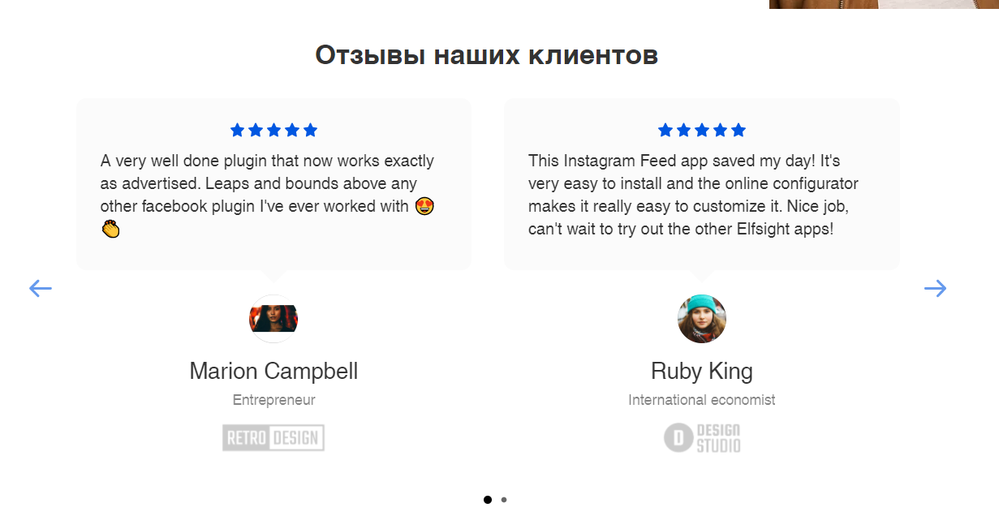 Отзывы наших клиентов
A very well done plugin that now works exactly
as advertised. Leaps and bounds above any
other facebook plugin I've ever worked with 😍
👏
Marion Campbell
Entrepreneur
RETRO DESIGN
This Instagram Feed app saved my day! It's
very easy to install and the online configurator
makes it really easy to customize it. Nice job,
can't wait to try out the other Elfsight apps!
Ruby King
International economist
D DESIGN
STUDIO